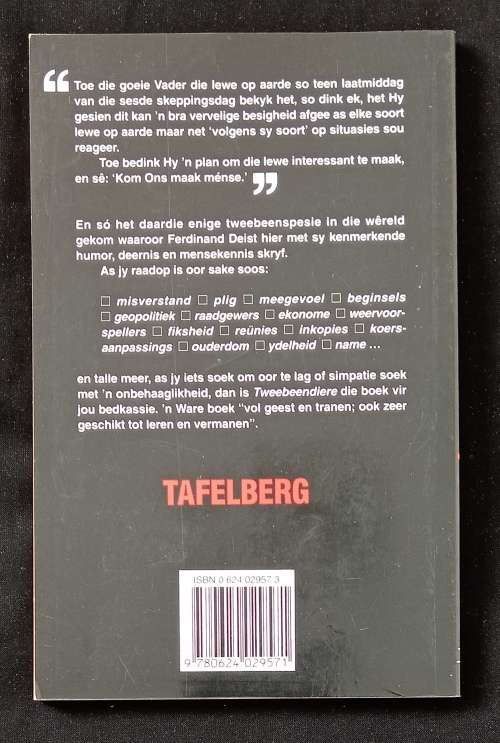 “ Toe die goeie Vader die lewe op aarde so teen laatmiddag
van die sesde skeppingsdag bekyk het, so dink ek, het Hy
gesien dit kan 'n bra vervelige besigheid afgee as elke soort
lewe op aarde maar net 'volgens sy soort' op situasies sou
reageer.
Toe bedink Hy 'n plan om die lewe interessant te maak,
en sê: 'Kom Ons maak ménse.' ”
En só het daardie enige tweebeenspesie in die wêreld
gekom waaroor Ferdinand Deist hier met sy kenmerkende
humor, deernis en mensekennis skryf.
As jy raadop is oor sake soos:
□ misverstand □ plig □ meegevoel □ beginsels
□ geopolitiek □ raadgewers □ ekonome □ weervoor-
spellers □ fiksheid □ reünies □ inkopies □ koers-
aanpassings □ ouderdom □ ydelheid □ name ...
en talle meer, as jy iets soek om oor te lag of simpatie soek
met 'n onbehaaglikheid, dan is Tweebeendiere die boek vir
jou bedkassie. 'n Ware boek "vol geest en tranen; ook zeer
geschikt tot leren en vermanen".
TAFELBERG
ISBN 0 624 02957 3
9 780624 029571